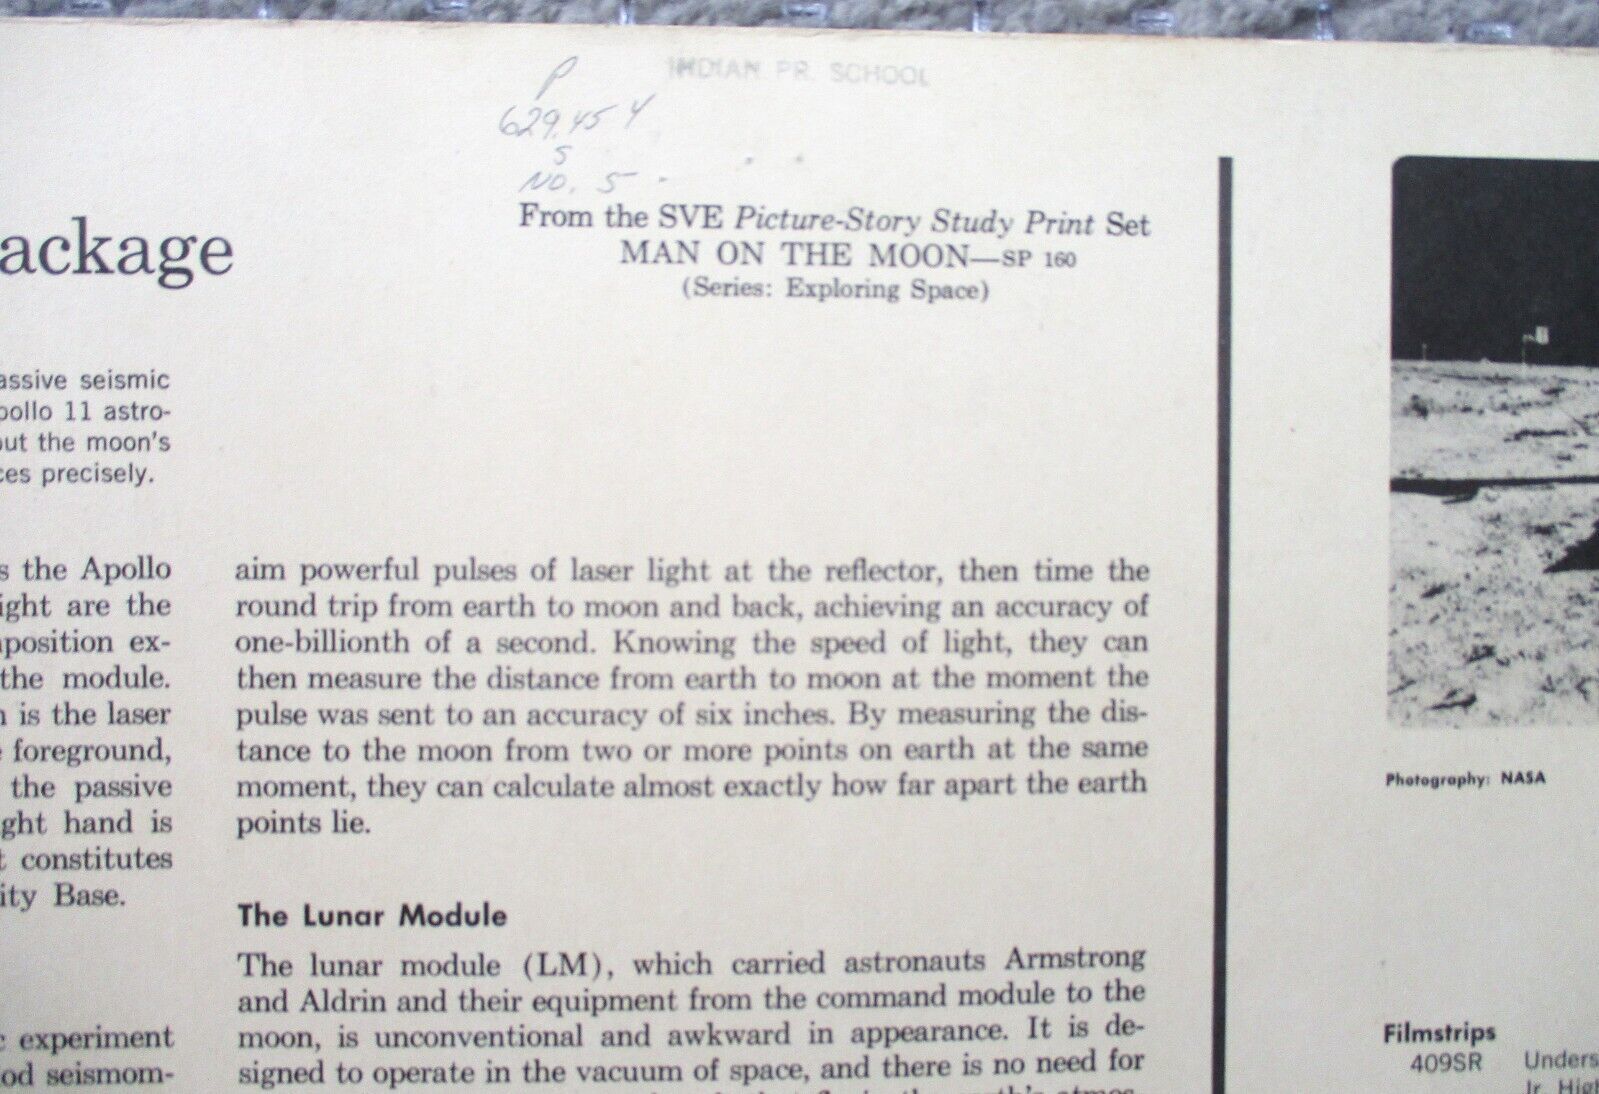 INDIAN PR. SCHOOL
P
629.45 4
S
NO. 5
From the SVE Picture-Story Study Print Set
MAN ON THE MOON—SP 160
(Series: Exploring Space)
ackage
assive seismic
pollo 11 astro-
out the moon's
ces precisely.
s the Apollo
ight are the
position ex-
the module.
n is the laser
e foreground,
the passive
ght hand is
t constitutes
ity Base.
c experiment
od seismom-
aim powerful pulses of laser light at the reflector, then time the
round trip from earth to moon and back, achieving an accuracy of
one-billionth of a second. Knowing the speed of light, they can
then measure the distance from earth to moon at the moment the
pulse was sent to an accuracy of six inches. By measuring the dis-
tance to the moon from two or more points on earth at the same
moment, they can calculate almost exactly how far apart the earth
points lie.
The Lunar Module
The lunar module (LM), which carried astronauts Armstrong
and Aldrin and their equipment from the command module to the
moon, is unconventional and awkward in appearance. It is de-
signed to operate in the vacuum of space, and there is no need for
Photography: NASA
Filmstrips
409SR Unders
Jr. High